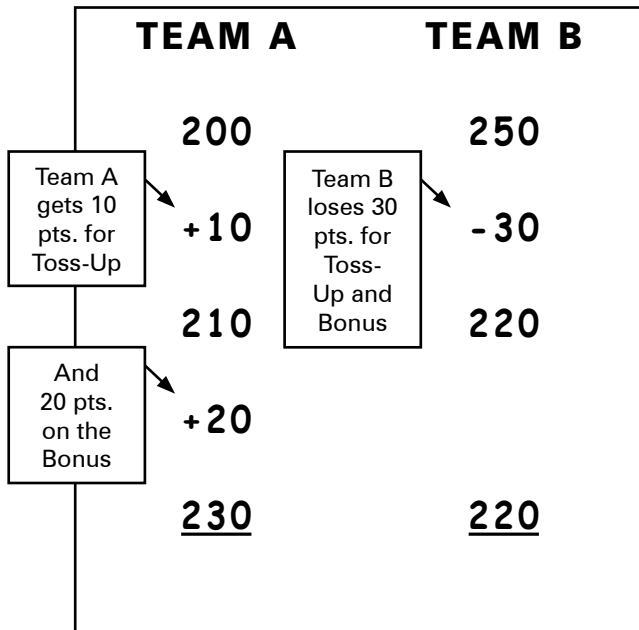 TEAM A TEAM B
200 250
Team A
gets 10
pts. for
Toss-Up
+10
Team B
loses 30
pts. for
Toss-
Up and
Bonus
-30
210 220
And
20 pts.
on the
Bonus
+20
230 220